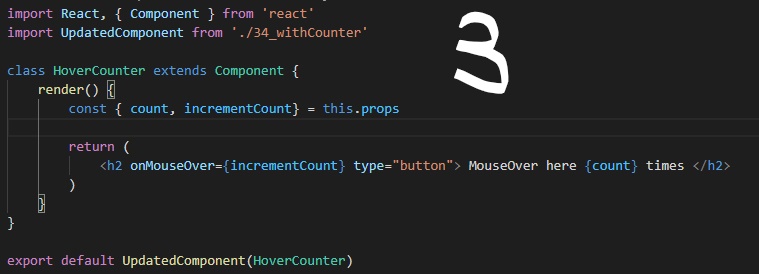 import React, { Component } from 'react'
3
import UpdatedComponent from './34_withCounter'
class HoverCounter extends Component {
render() {
const { count, incrementCount} = this.props
return (
<h2 onMouseOver={incrementCount} type="button"> MouseOver here {count} times </h2>
)
}
}
export default UpdatedComponent(HoverCounter)